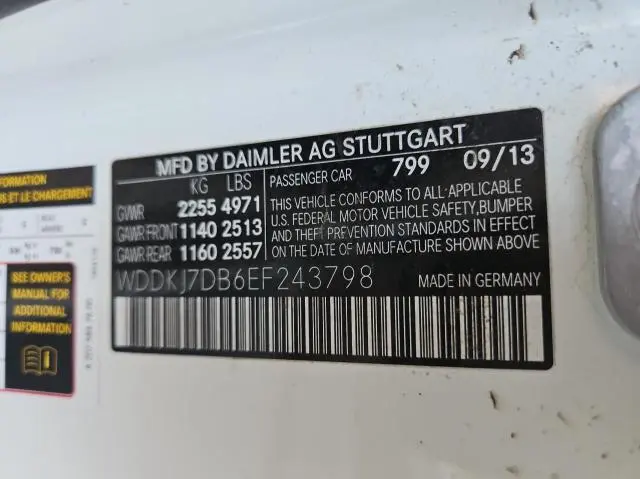 MFD BY DAIMLER AG STUTTGART
KG LBS
GVWR 2255 4971
GAWR FRONT 1140 2513
GAWR REAR 1160 2557
PASSENGER CAR 799 09/13
THIS VEHICLE CONFORMS TO ALL APPLICABLE
U.S. FEDERAL MOTOR VEHICLE SAFETY, BUMPER
AND THEFT PREVENTION STANDARDS IN EFFECT
ON THE DATE OF MANUFACTURE SHOWN ABOVE.
WDDKJ7DB6EF243798
MADE IN GERMANY
FORMATION
S ET LE CHARGEMENT
SEE OWNER'S
MANUAL FOR
ADDITIONAL
INFORMATION